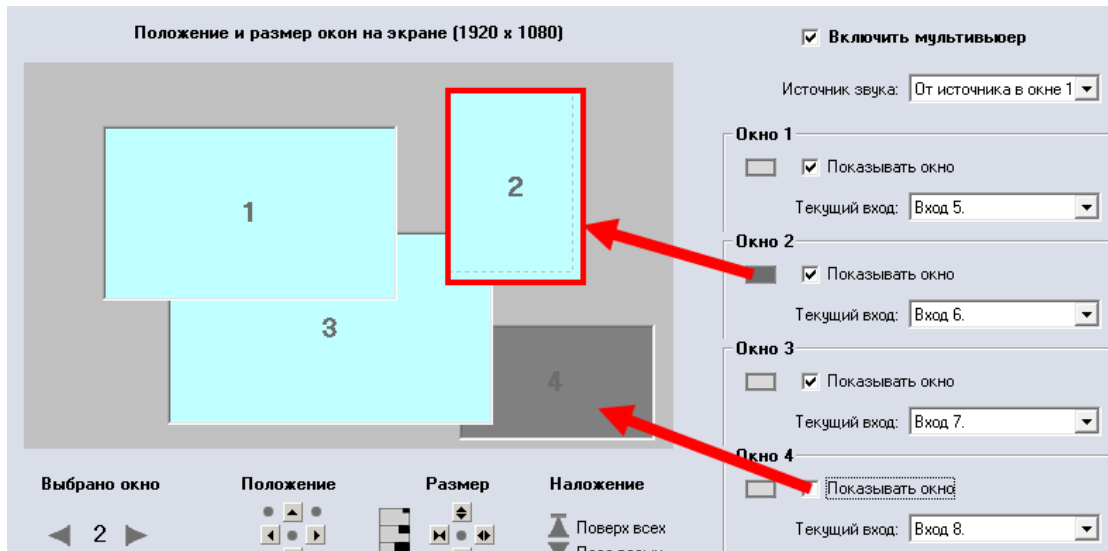 Положение и размер окон на экране (1920 x 1080)
Включить мультивьюер
Источник звука: От источника в окне 1
1
2
3
4
Окно 1
Показывать окно
Текущий вход: Вход 5.
Окно 2
Показывать окно
Текущий вход: Вход 6.
Окно 3
Показывать окно
Текущий вход: Вход 7.
Окно 4
Показывать окно
Текущий вход: Вход 8.
Выбрано окно
2
Положение
Размер
Наложение
Поверх всех